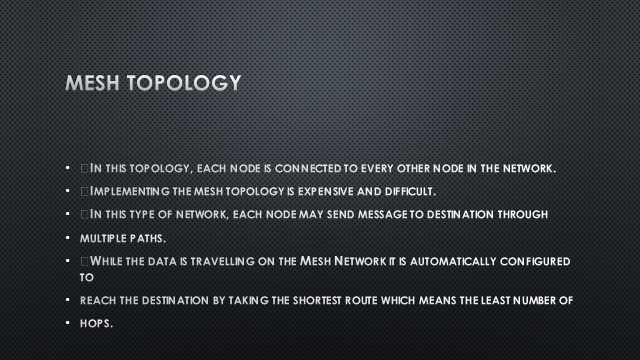 MESH TOPOLOGY
• □IN THIS TOPOLOGY, EACH NODE IS CONNECTED TO EVERY OTHER NODE IN THE NETWORK.
• □IMPLEMENTING THE MESH TOPOLOGY IS EXPENSIVE AND DIFFICULT.
• □IN THIS TYPE OF NETWORK, EACH NODE MAY SEND MESSAGE TO DESTINATION THROUGH
• MULTIPLE PATHS.
• □WHILE THE DATA IS TRAVELLING ON THE MESH NETWORK IT IS AUTOMATICALLY CONFIGURED
TO
• REACH THE DESTINATION BY TAKING THE SHORTEST ROUTE WHICH MEANS THE LEAST NUMBER OF
• HOPS.